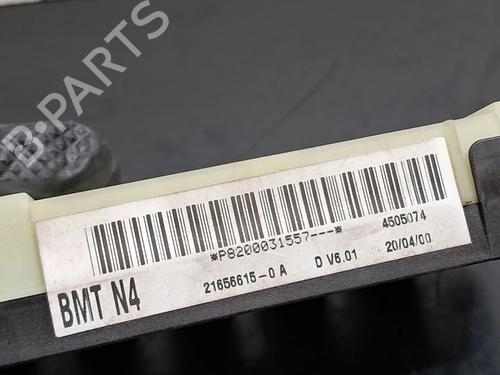 B-PARTS
*P8200031557---*
4505074
BMT N4
21656615-0 A
D V6.01
20/04/00